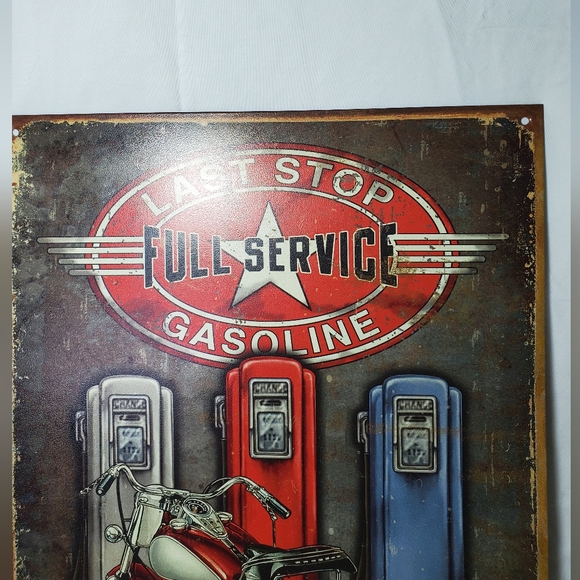 LAST STOP
FULL SERVICE
GASOLINE